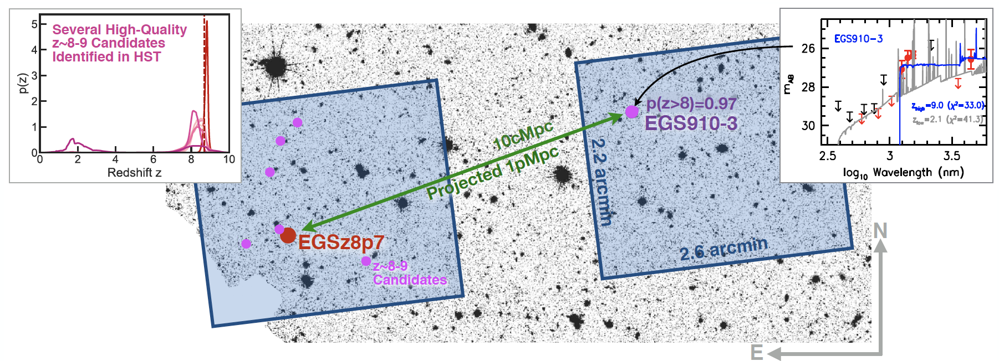 Several High-Quality
z~8-9 Candidates
Identified in HST
p(z)
5
4
3
2
1
0
0
2
4
6
8
10
Redshift z
10cMpc
Projected 1pMpc
EGSz8p7
z~8-9
Candidates
p(z>8)=0.97
EGS910-3
2.2 arcmin
2.6 arcmin
EGS910-3
m_AB
26
28
30
z_high=9.0 (χ²=33.0)
z_low=2.1 (χ²=41.3)
2.5
3
3.5
log₁₀ Wavelength (nm)
N
E